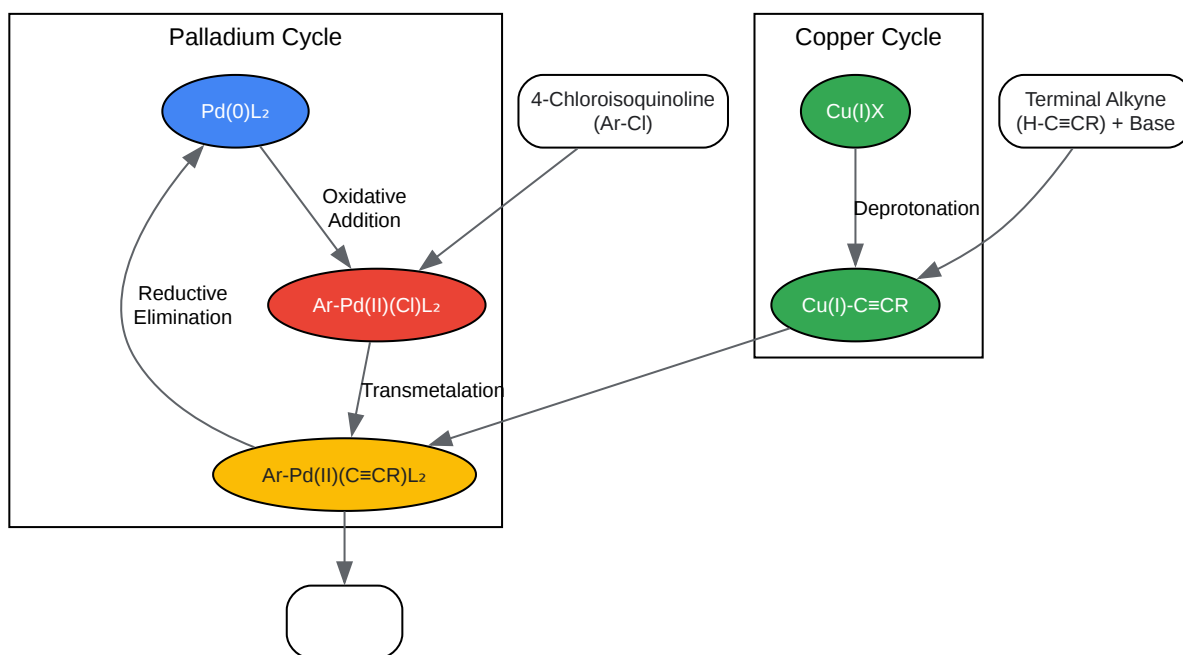 Palladium Cycle
Copper Cycle
Pd(0)L₂
4-Chloroisoquinoline
(Ar-Cl)
Cu(I)X
Terminal Alkyne
(H-C≡CR) + Base
Oxidative
Addition
Deprotonation
Reductive
Elimination
Ar-Pd(II)(Cl)L₂
Cu(I)-C≡CR
Transmetalation
Ar-Pd(II)(C≡CR)L₂